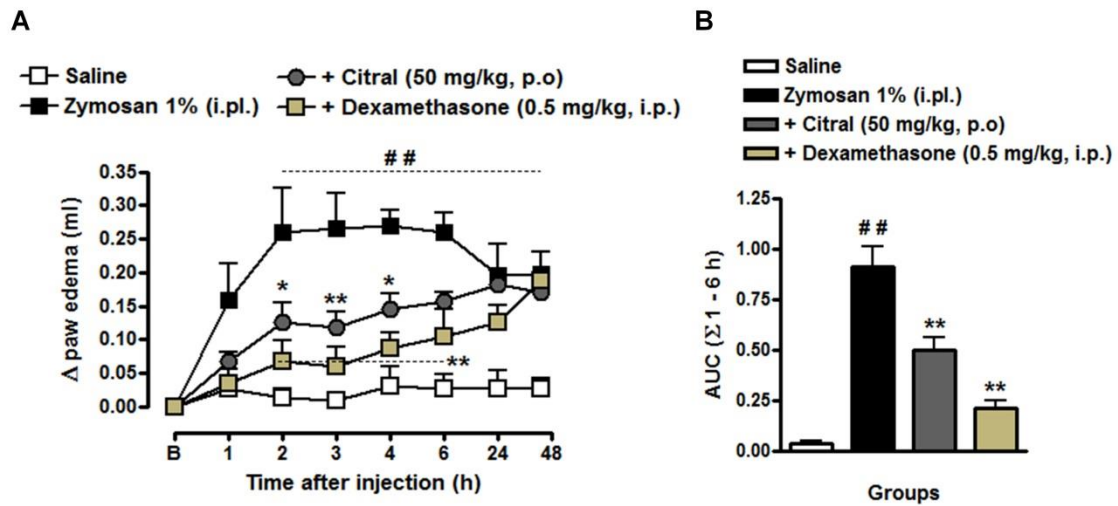 A
Saline
+ Citral (50 mg/kg, p.o)
Zymosan 1% (i.pl.)
+ Dexamethasone (0.5 mg/kg, i.p.)
##
0.35
0.30
0.25
0.20
0.15
0.10
0.05
0.00
Δ paw edema (ml)
*
**
*
**
B 1 2 3 4 6 24 48
Time after injection (h)
B
Saline
Zymosan 1% (i.pl.)
+ Citral (50 mg/kg, p.o)
+ Dexamethasone (0.5 mg/kg, i.p.)
1.25
1.00
0.75
0.50
0.25
0.00
AUC (Σ 1 - 6 h)
##
**
**
Groups